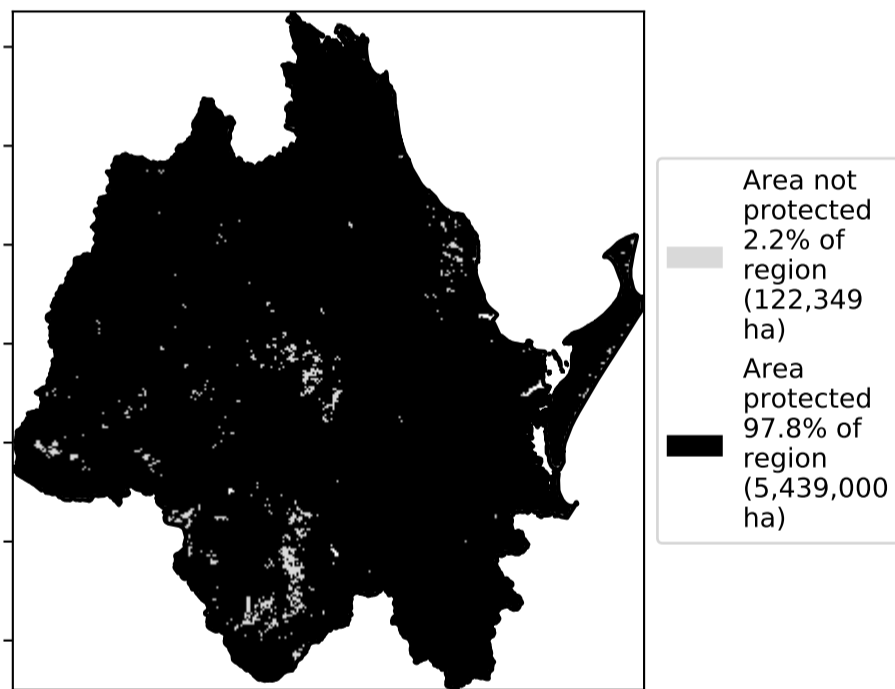 Area not
protected
2.2% of
region
(122,349
ha)
Area
protected
97.8% of
region
(5,439,000
ha)